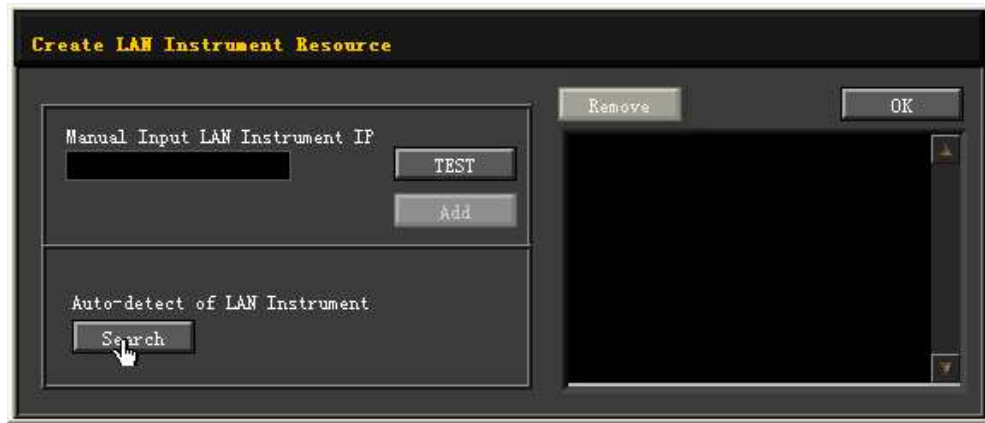 Create LAN Instrument Resource
Remove
OK
Manual Input LAN Instrument IP
TEST
Add
Auto-detect of LAN Instrument
Search